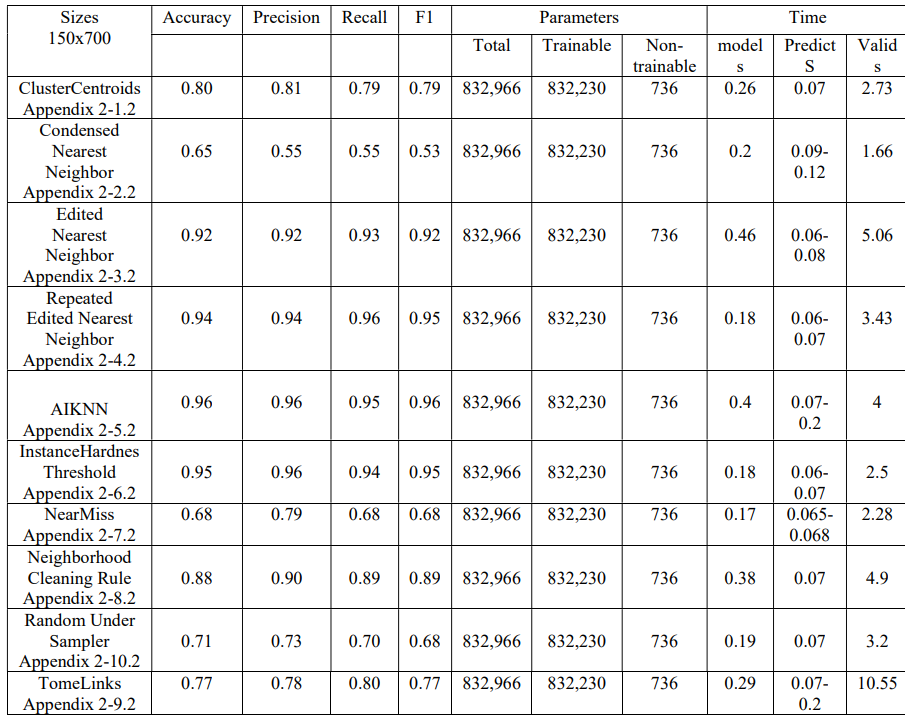 Sizes 150x700 Accuracy Precision Recall F1 Parameters Time
Total Trainable Non-trainable model s Predict S Valid s
ClusterCentroids Appendix 2-1.2 0.80 0.81 0.79 0.79 832,966 832,230 736 0.26 0.07 2.73
Condensed Nearest Neighbor Appendix 2-2.2 0.65 0.55 0.55 0.53 832,966 832,230 736 0.2 0.09-0.12 1.66
Edited Nearest Neighbor Appendix 2-3.2 0.92 0.92 0.93 0.92 832,966 832,230 736 0.46 0.06-0.08 5.06
Repeated Edited Nearest Neighbor Appendix 2-4.2 0.94 0.94 0.96 0.95 832,966 832,230 736 0.18 0.06-0.07 3.43
AIKNN Appendix 2-5.2 0.96 0.96 0.95 0.96 832,966 832,230 736 0.4 0.07-0.2 4
InstanceHardnes Threshold Appendix 2-6.2 0.95 0.96 0.94 0.95 832,966 832,230 736 0.18 0.06-0.07 2.5
NearMiss Appendix 2-7.2 0.68 0.79 0.68 0.68 832,966 832,230 736 0.17 0.065-0.068 2.28
Neighborhood Cleaning Rule Appendix 2-8.2 0.88 0.90 0.89 0.89 832,966 832,230 736 0.38 0.07 4.9
Random Under Sampler Appendix 2-10.2 0.71 0.73 0.70 0.68 832,966 832,230 736 0.19 0.07 3.2
TomeLinks Appendix 2-9.2 0.77 0.78 0.80 0.77 832,966 832,230 736 0.29 0.07-0.2 10.55